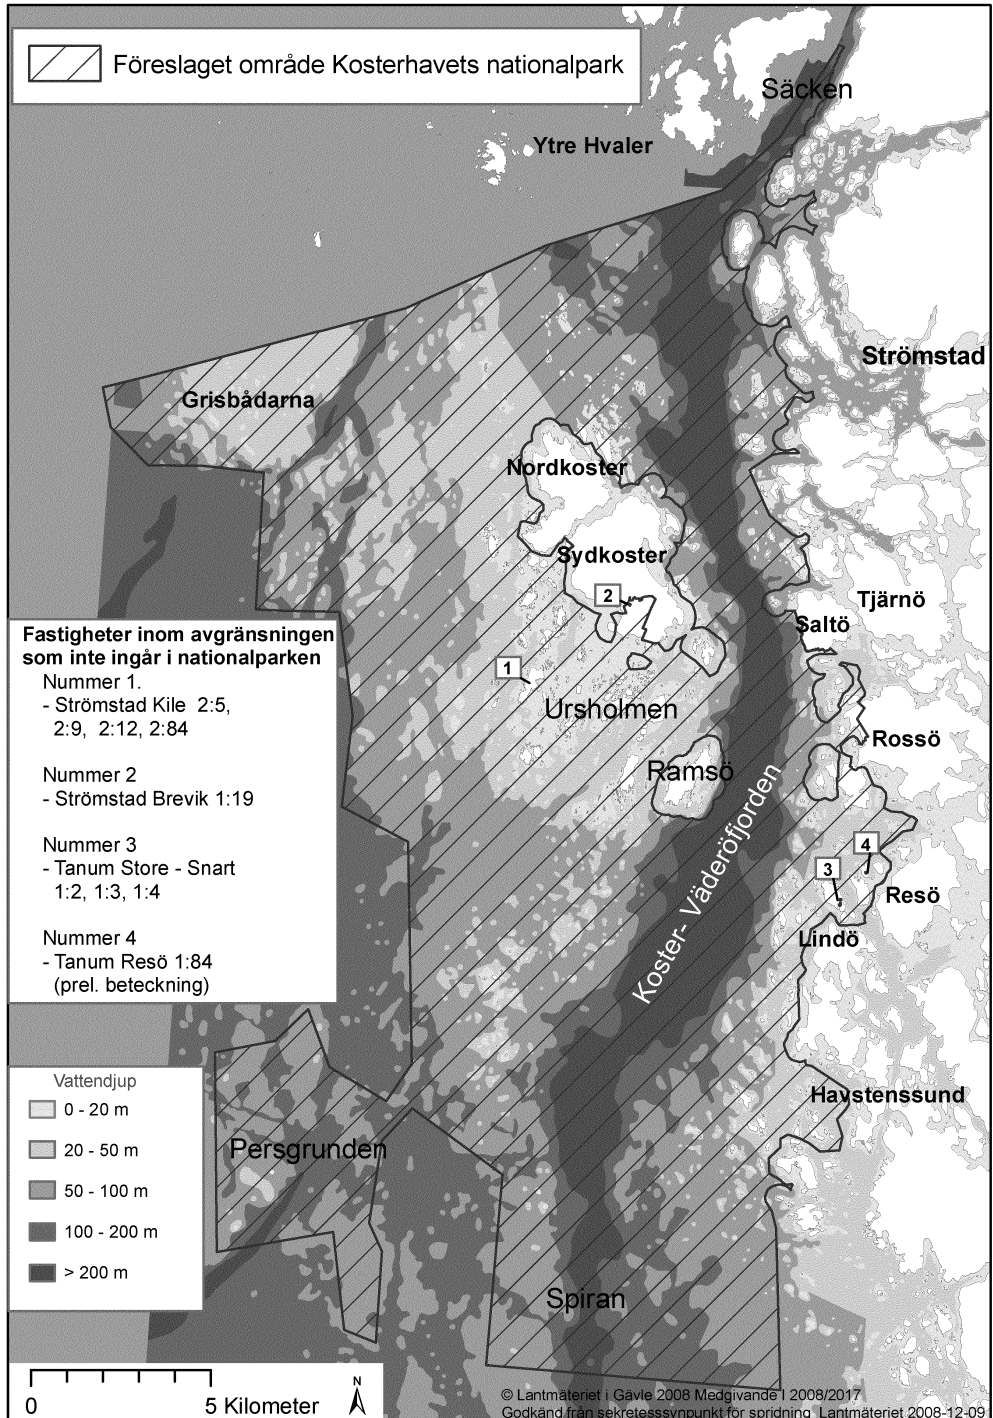 Föreslaget område Kosterhavets nationalpark
Säcken
Ytre Hvaler
Strömstad
Grisbådarna
Nordkoster
Sydkoster
2
Tjärnö
Saltö
Fastigheter inom avgränsningen
som inte ingår i nationalparken
Nummer 1.
- Strömstad Kile 2:5,
2:9, 2:12, 2:84
Nummer 2
- Strömstad Brevik 1:19
Nummer 3
- Tanum Store - Snart
1:2, 1:3, 1:4
Nummer 4
- Tanum Resö 1:84
(prel. beteckning)
1
Ursholmen
Rossö
Ramsö
Koster- Väderöfjorden
4
3
Resö
Lindö
Vattendjup
0 - 20 m
20 - 50 m
50 - 100 m
100 - 200 m
> 200 m
Havstenssund
Persgrunden
Spiran
0 5 Kilometer
N
© Lantmäteriet i Gävle 2008 Medgivande I 2008/2017
Godkänd från sekretesssynpunkt för spridning Lantmäteriet 2008-12-09